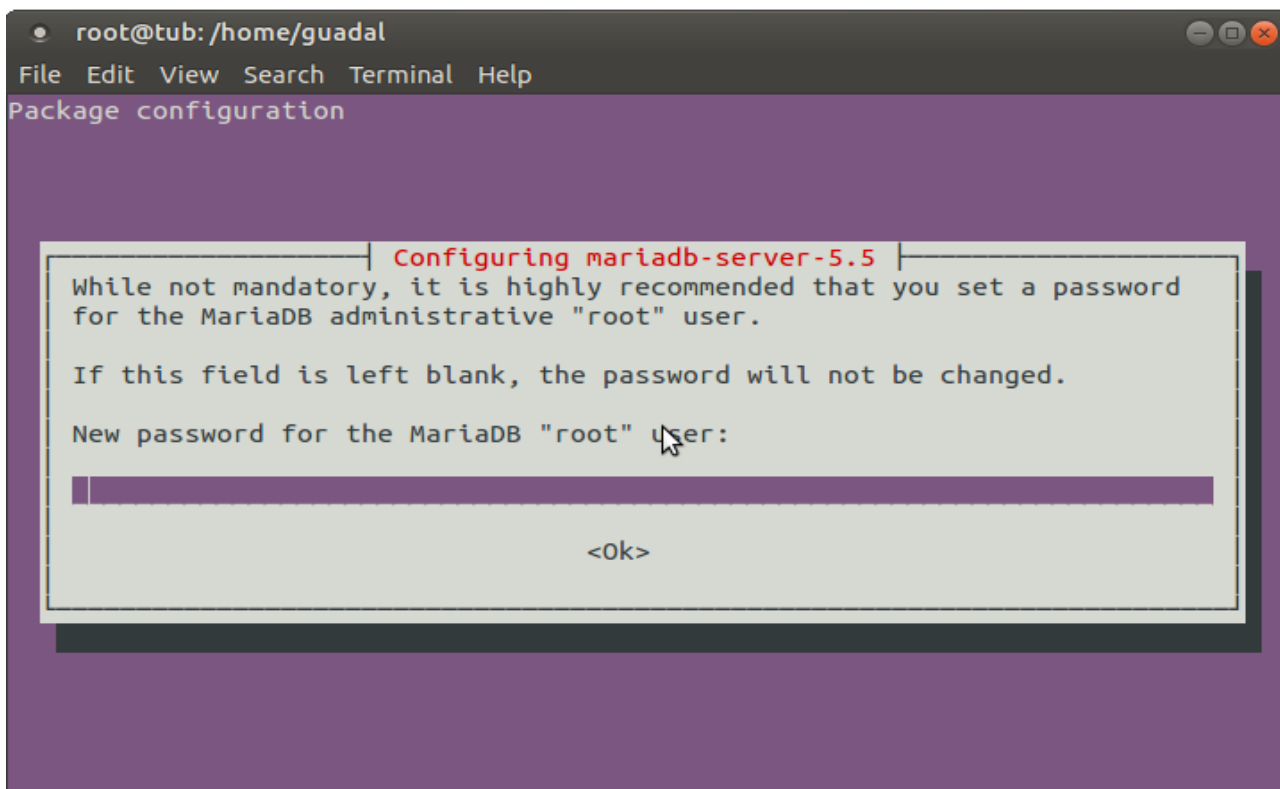 root@tub: /home/guadal
File Edit View Search Terminal Help
Package configuration
Configuring mariadb-server-5.5
While not mandatory, it is highly recommended that you set a password
for the MariaDB administrative "root" user.
If this field is left blank, the password will not be changed.
New password for the MariaDB "root" user:
<Ok>